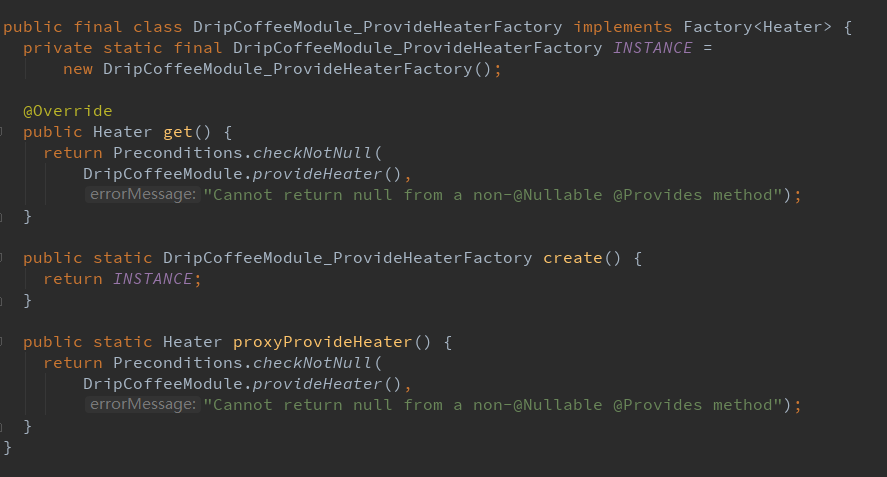 public final class DripCoffeeModule_ProvideHeaterFactory implements Factory<Heater> {
private static final DripCoffeeModule_ProvideHeaterFactory INSTANCE =
new DripCoffeeModule_ProvideHeaterFactory();
@Override
public Heater get() {
return Preconditions.checkNotNull(
DripCoffeeModule.provideHeater(),
errorMessage: "Cannot return null from a non-@Nullable @Provides method");
}
public static DripCoffeeModule_ProvideHeaterFactory create() {
return INSTANCE;
}
public static Heater proxyProvideHeater() {
return Preconditions.checkNotNull(
DripCoffeeModule.provideHeater(),
errorMessage: "Cannot return null from a non-@Nullable @Provides method");
}
}